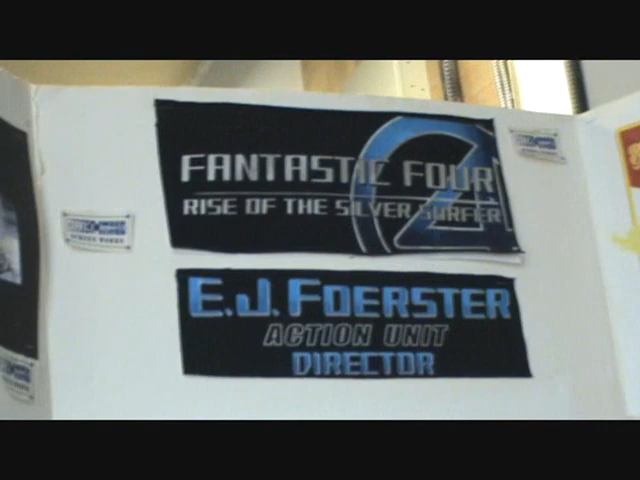 FANTASTIC FOUR
RISE OF THE SILVER SURFER
E.J. FOERSTER
ACTION UNIT
DIRECTOR